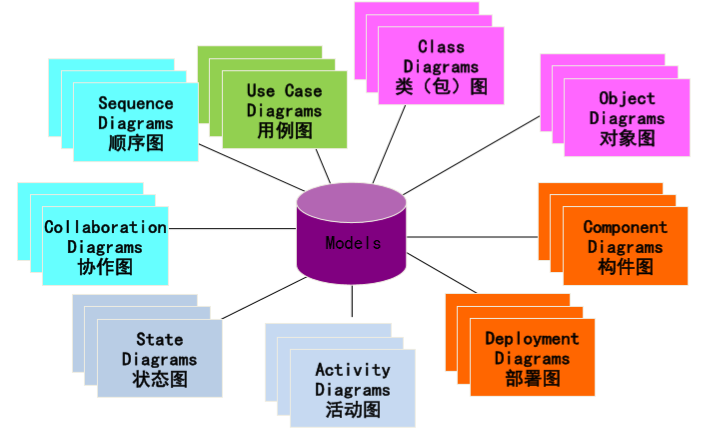 Class
Diagrams
类（包）图
Use Case
Diagrams
用例图
Sequence
Diagrams
顺序图
Object
Diagrams
对象图
Collaboration
Diagrams
协作图
Models
Component
Diagrams
构件图
State
Diagrams
状态图
Activity
Diagrams
活动图
Deployment
Diagrams
部署图